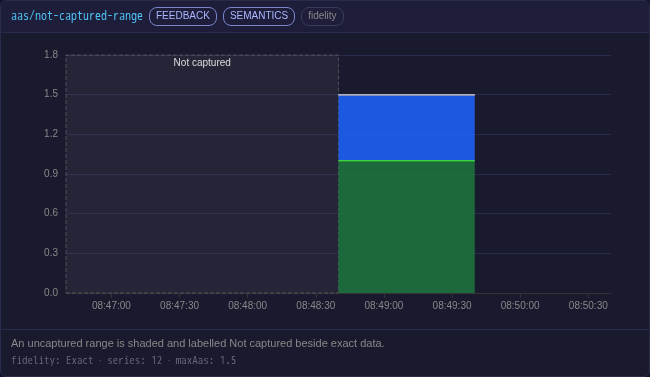 aas/not-captured-range FEEDBACK SEMANTICS fidelity
Not captured
1.8
1.5
1.2
0.9
0.6
0.3
0.0
08:47:00 08:47:30 08:48:00 08:48:30 08:49:00 08:49:30 08:50:00 08:50:30
An uncaptured range is shaded and labelled Not captured beside exact data.
fidelity: Exact · series: 12 · maxAas: 1.5